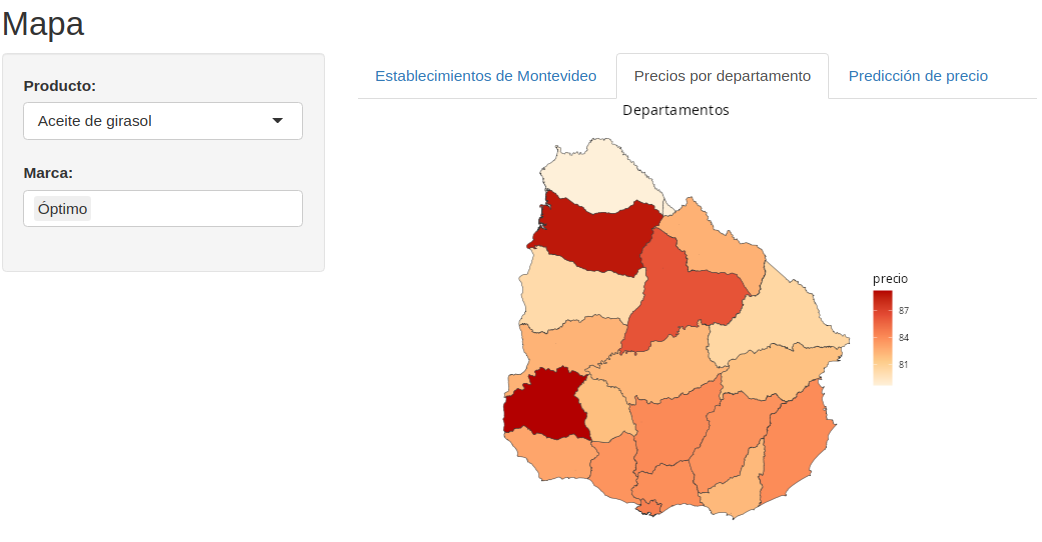 Mapa
Producto:
Aceite de girasol
Marca:
Óptimo
Establecimientos de Montevideo
Precios por departamento
Predicción de precio
Departamentos
precio
87
84
81